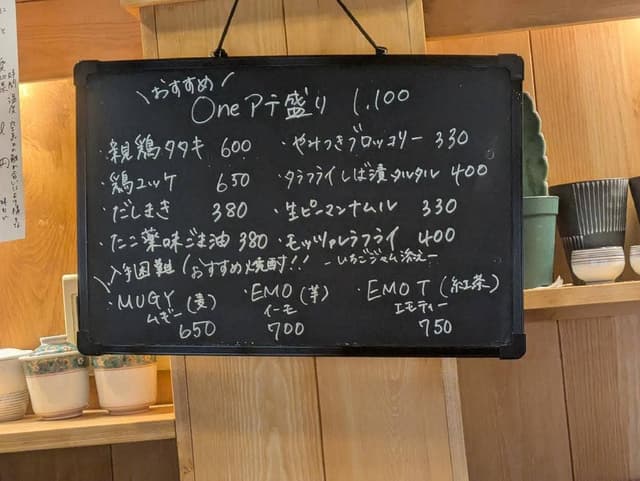 \おすすめ/
Oneアテ盛り 1,100
・親鶏タタキ 600
・鶏ユッケ 650
・だしまき 380
・たこ薬味ごま油 380
・やみつきブロッコリー 330
・タラフライしば漬タルタル 400
・生ピーマンナムル 330
・モッツァレラフライ 400
-いちごジャム添え-
入手困難/おすすめ焼酎!!
・MUGY(麦)
ムギー
650
・EMO(芋)
イーモ
700
・EMO T(紅茶)
エモティー
750